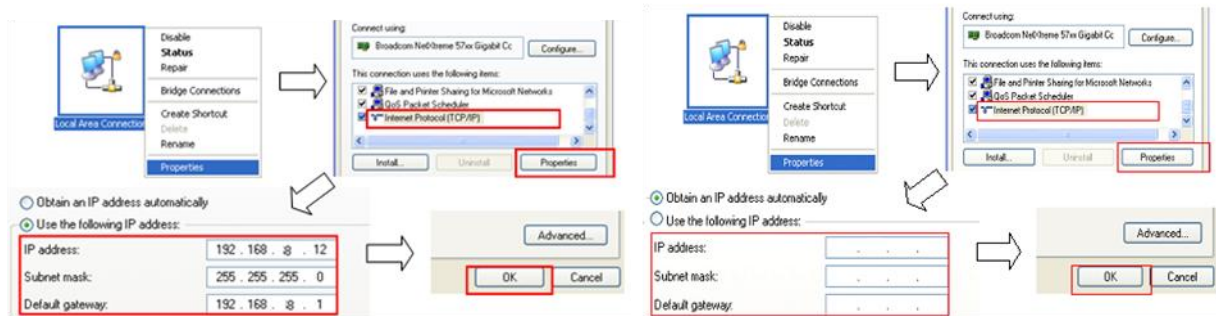 Disable
Status
Repair
Bridge Connections
Create Shortcut
Delete
Rename
Properties
Local Area Connection
Connect using:
Broadcom NetXtreme 57xx Gigabit Cc
Configure...
This connection uses the following items:
File and Printer Sharing for Microsoft Networks
QoS Packet Scheduler
Internet Protocol (TCP/IP)
Install...
Uninstall
Properties
Obtain an IP address automatically
Use the following IP address:
IP address: 192 . 168 . 8 . 12
Subnet mask: 255 . 255 . 255 . 0
Default gateway: 192 . 168 . 8 . 1
Advanced...
OK
Cancel
Disable
Status
Repair
Bridge Connections
Create Shortcut
Delete
Rename
Properties
Local Area Connection
Connect using:
Broadcom NetXtreme 57xx Gigabit Cc
Configure...
This connection uses the following items:
File and Printer Sharing for Microsoft Networks
QoS Packet Scheduler
Internet Protocol (TCP/IP)
Install...
Uninstall
Properties
Obtain an IP address automatically
Use the following IP address:
IP address: . . .
Subnet mask: . . .
Default gateway: . . .
Advanced...
OK
Cancel